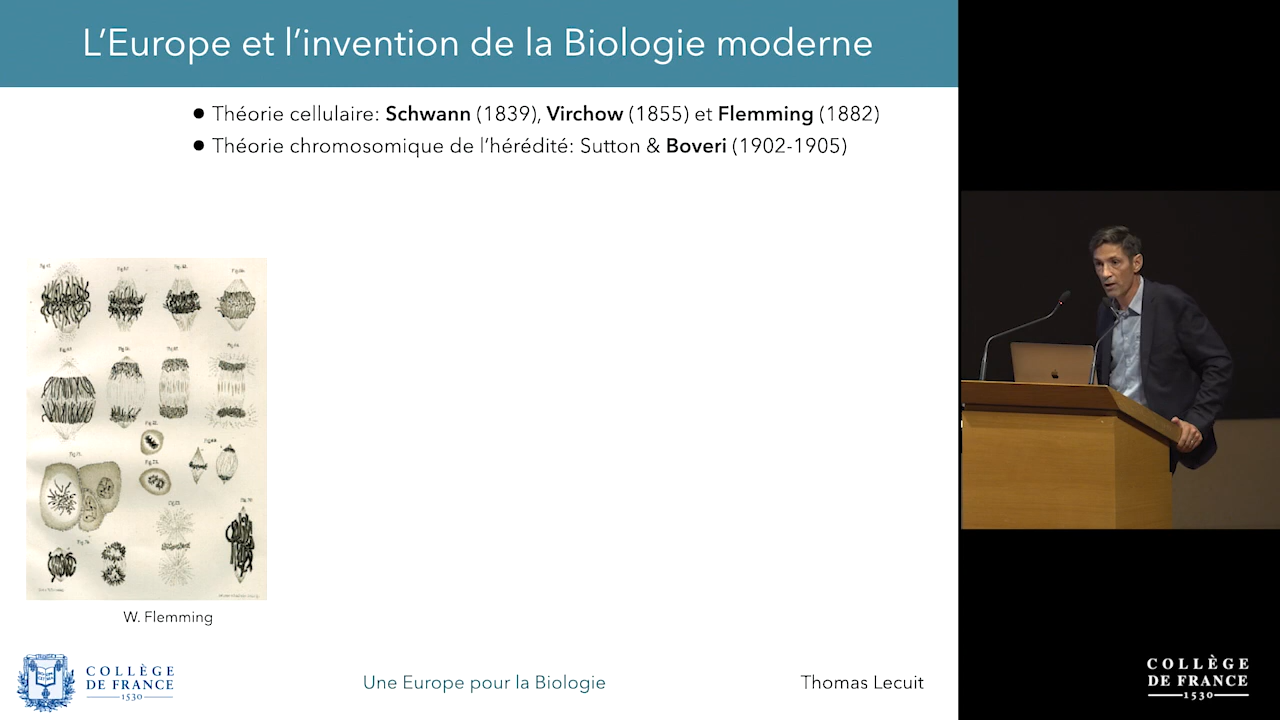 L'Europe et l'invention de la Biologie moderne
● Théorie cellulaire: Schwann (1839), Virchow (1855) et Flemming (1882)
● Théorie chromosomique de l'hérédité: Sutton & Boveri (1902-1905)
W. Flemming
COLLÈGE
DE FRANCE
1530
Une Europe pour la Biologie
Thomas Lecuit
COLLÈGE
DE FRANCE
1530